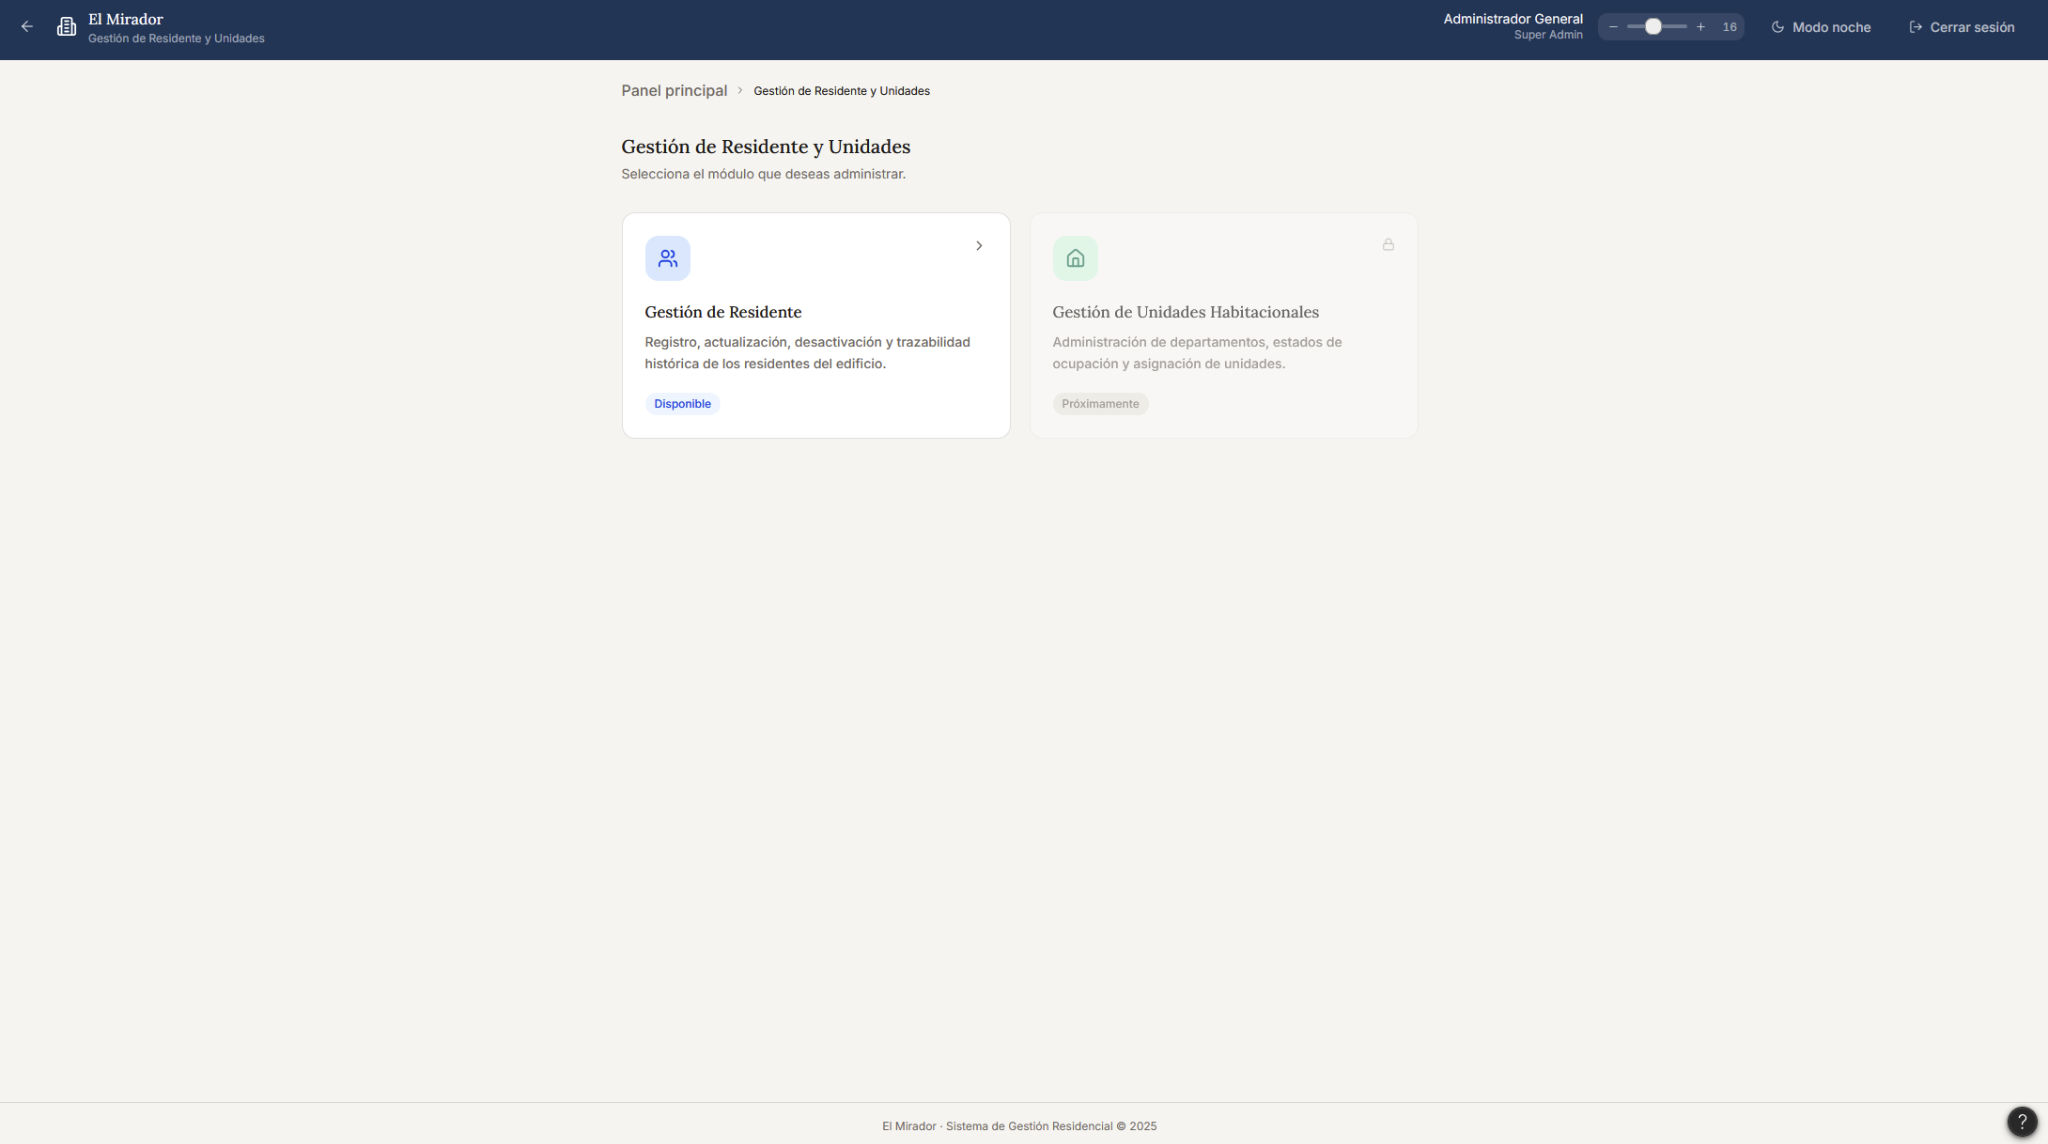 El Mirador
Gestión de Residente y Unidades
Administrador General
Super Admin
− + 16
Modo noche
Cerrar sesión
Panel principal > Gestión de Residente y Unidades
Gestión de Residente y Unidades
Selecciona el módulo que deseas administrar.
Gestión de Residente
Registro, actualización, desactivación y trazabilidad
histórica de los residentes del edificio.
Disponible
Gestión de Unidades Habitacionales
Administración de departamentos, estados de
ocupación y asignación de unidades.
Próximamente
El Mirador · Sistema de Gestión Residencial © 2025
?